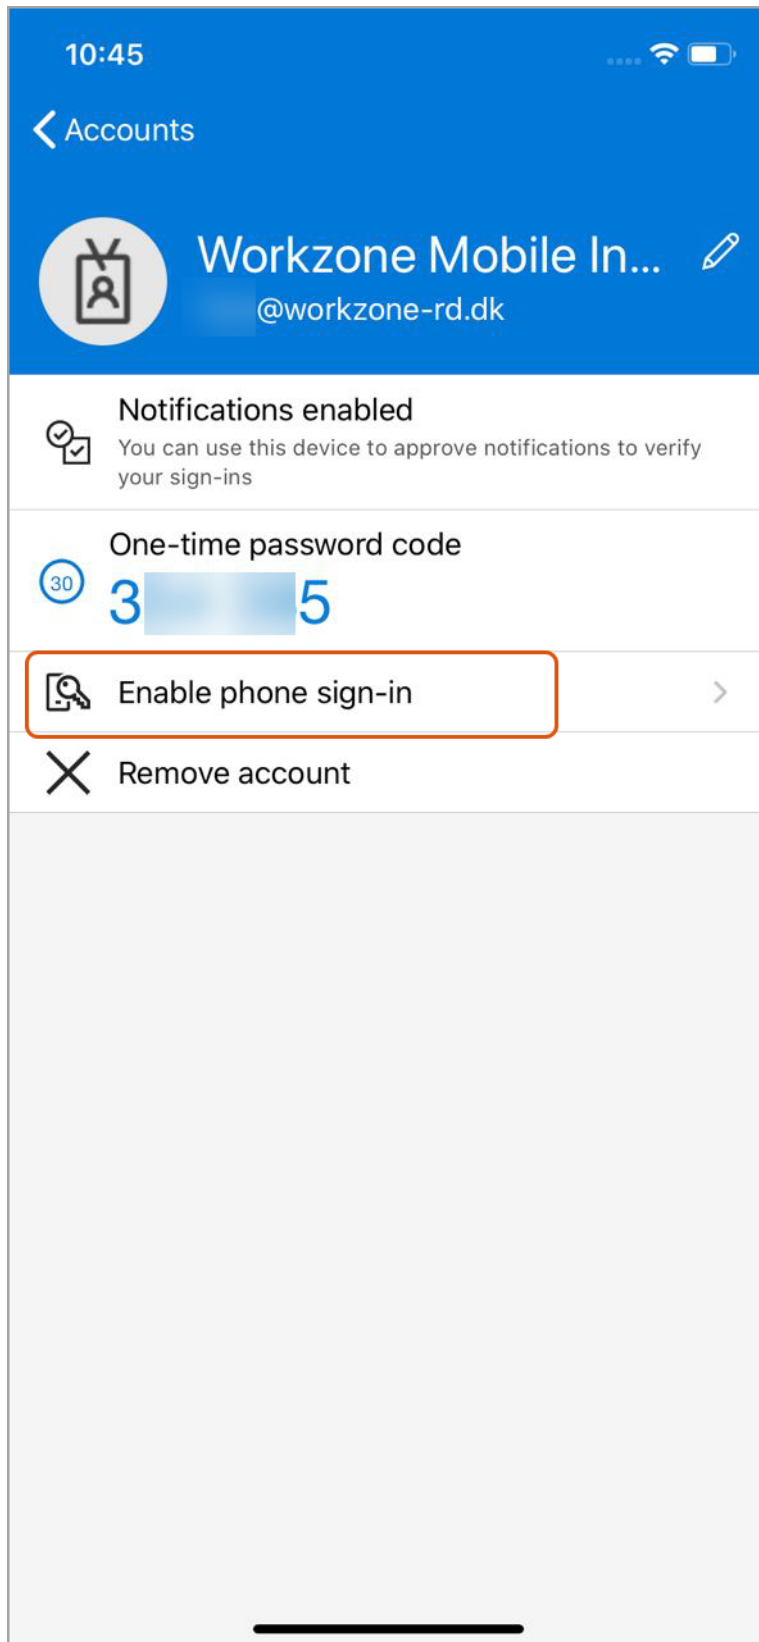 10:45
Accounts
Workzone Mobile In...
@workzone-rd.dk
Notifications enabled
You can use this device to approve notifications to verify
your sign-ins
One-time password code
30
3 5
Enable phone sign-in
Remove account